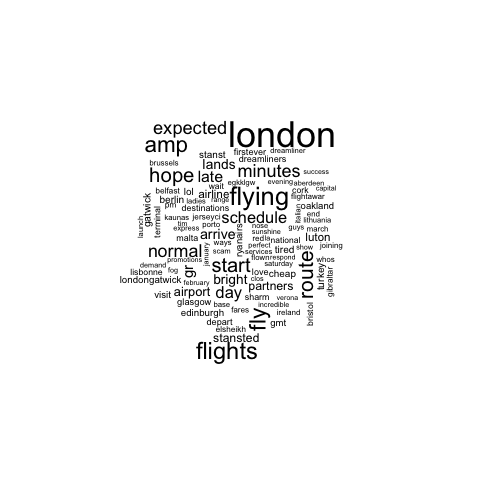 expected london
amp
firstever dreamliner
stanst dreamliners
brussels lands minutes success
hope late
egkklgw evening aberdeen
wait
belfast lol airline flying cork capital
berlin ladies range flightawar
pm destinations oakland
gatwick terminal
kaunas jerseyci schedule italian end
lithuania
launch tim porto nose guys march
express arrive ryanairs sunshine
malta redla national luton
ways perfect show joining
normal scam services tired
january flown respond route whos
promotions start saturday
lisbonne fog gr love cheap turkey gibraltar
londongatwick february bright clos
demand partners
visit airport day sharm verona
glasgow base incredible
edinburgh fares ireland bristol
depart fly gmt
elsheikh
stansted
flights